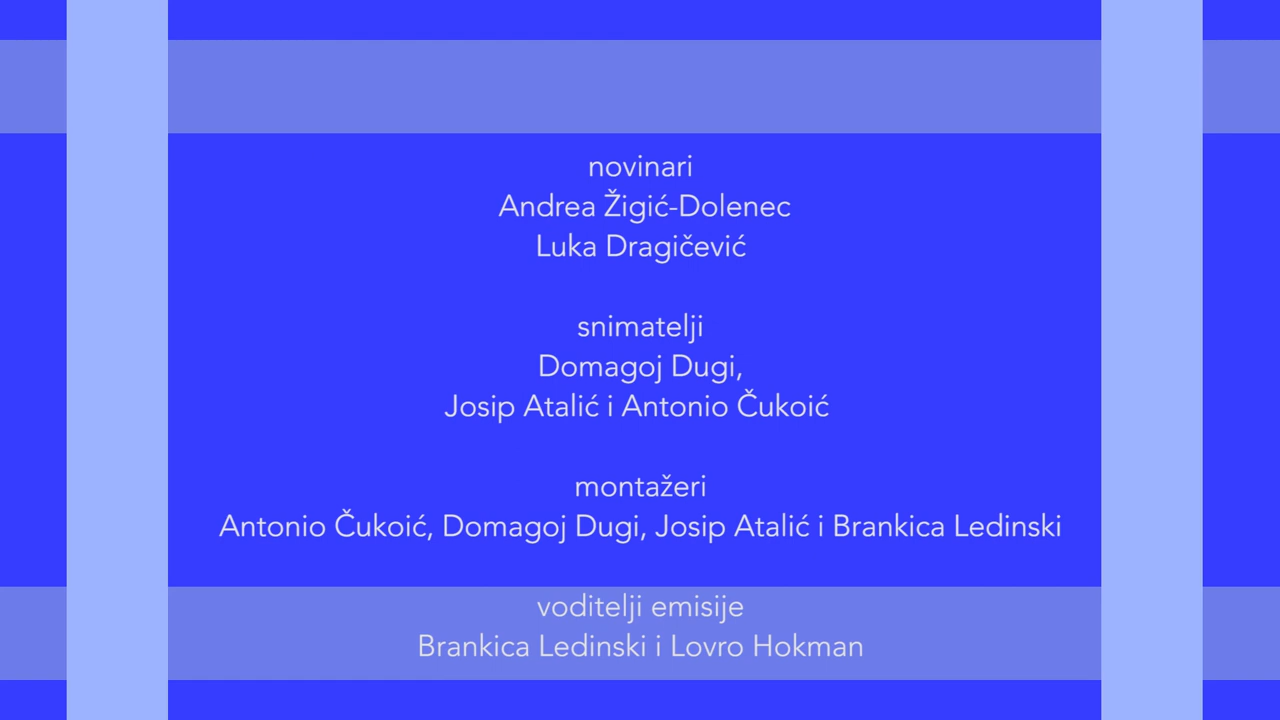 novinari
Andrea Žigić-Dolenec
Luka Dragičević
snimatelji
Domagoj Dugi,
Josip Atalić i Antonio Čukoić
montažeri
Antonio Čukoić, Domagoj Dugi, Josip Atalić i Brankica Ledinski
voditelji emisije
Brankica Ledinski i Lovro Hokman